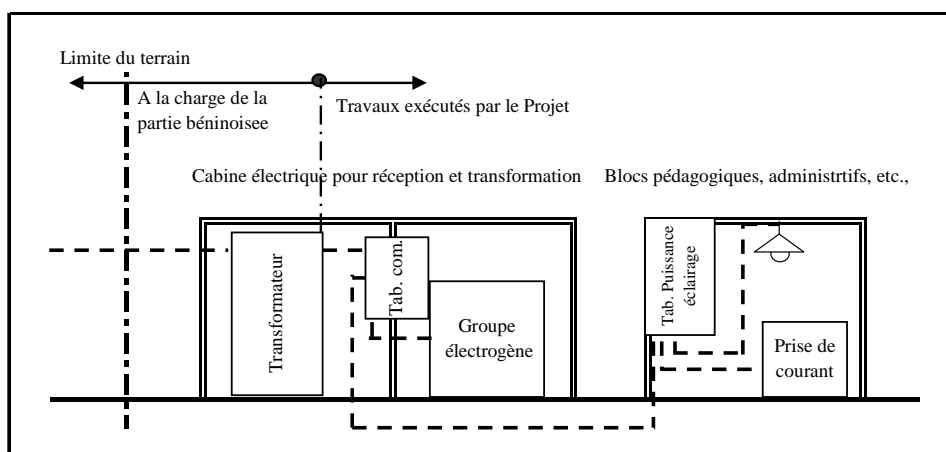 Limite du terrain
A la charge de la
partie béninoisee
Travaux exécutés par le Projet
Cabine électrique pour réception et transformation
Blocs pédagogiques, administrtifs, etc.,
Transformateur
Tab. com.
Groupe
électrogène
Tab. Puissance
éclairage
Prise de
courant